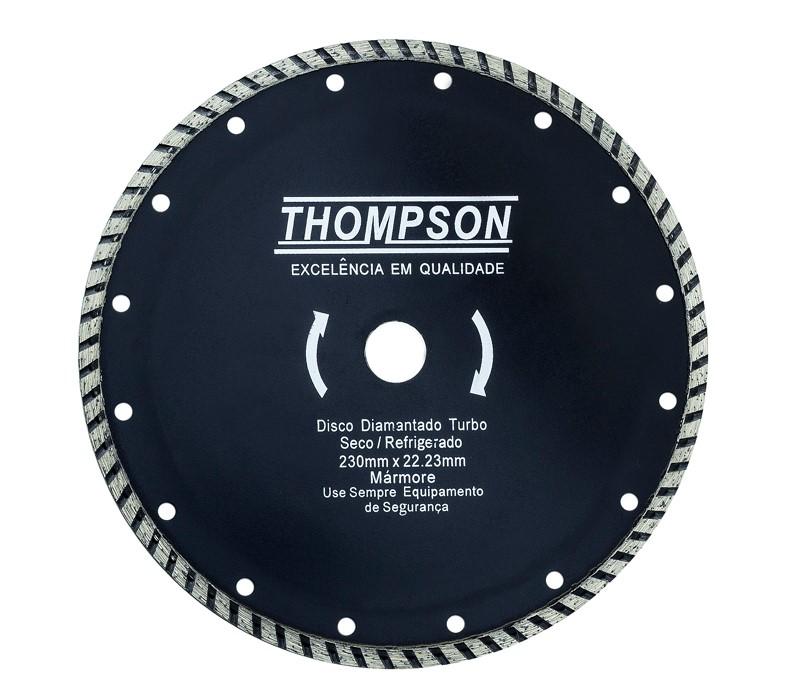 THOMPSON
EXCELÊNCIA EM QUALIDADE
Disco Diamantado Turbo
Seco / Refrigerado
230mm x 22.23mm
Mármore
Use Sempre Equipamento
de Segurança